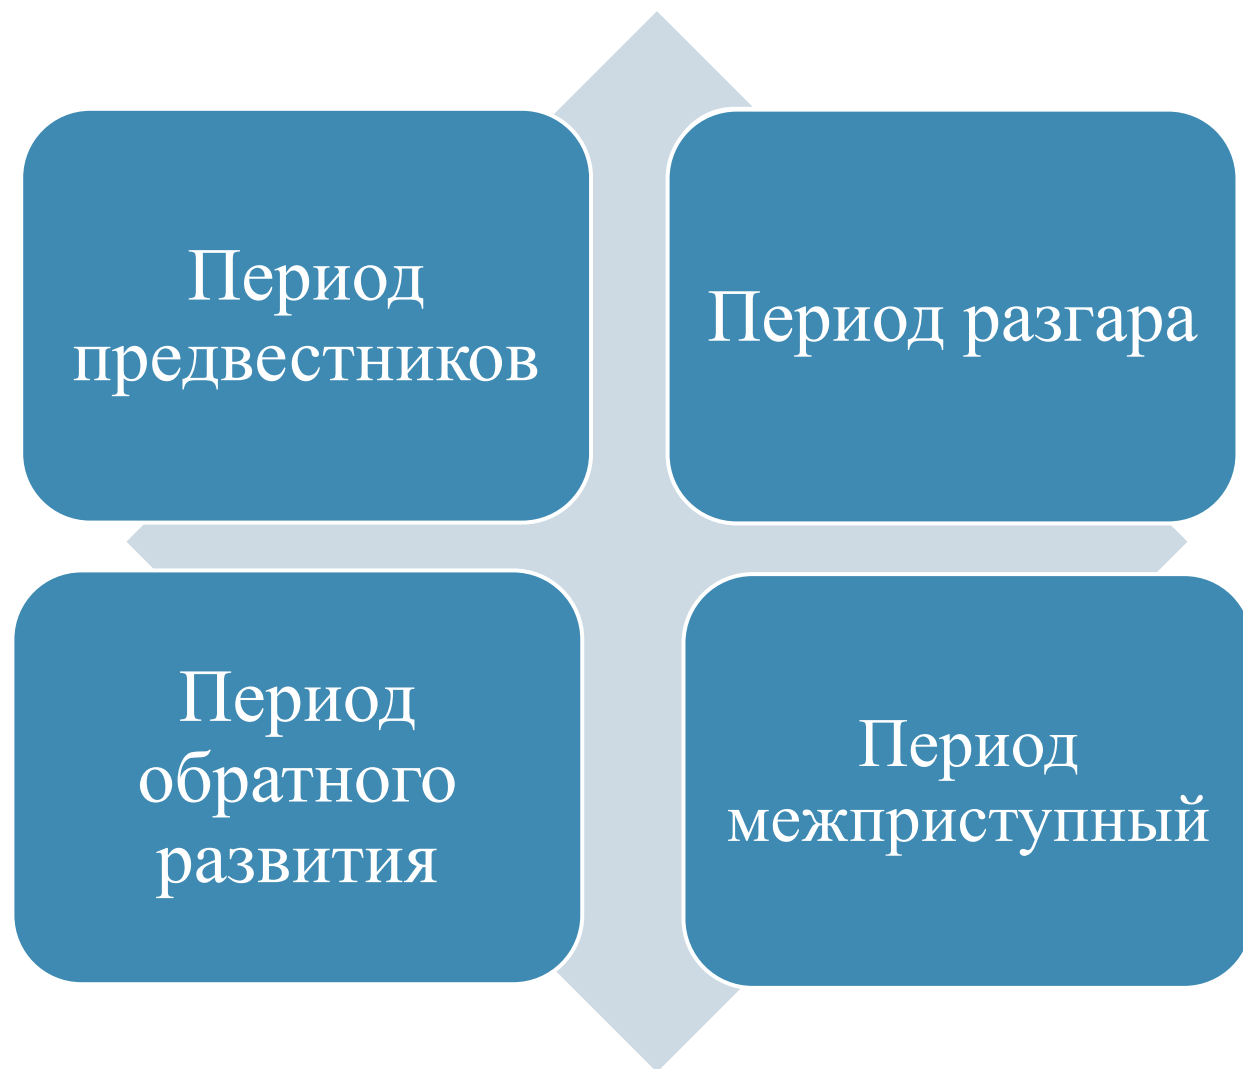 Период
предвестников
Период разгара
Период
обратного
развития
Период
межприступный